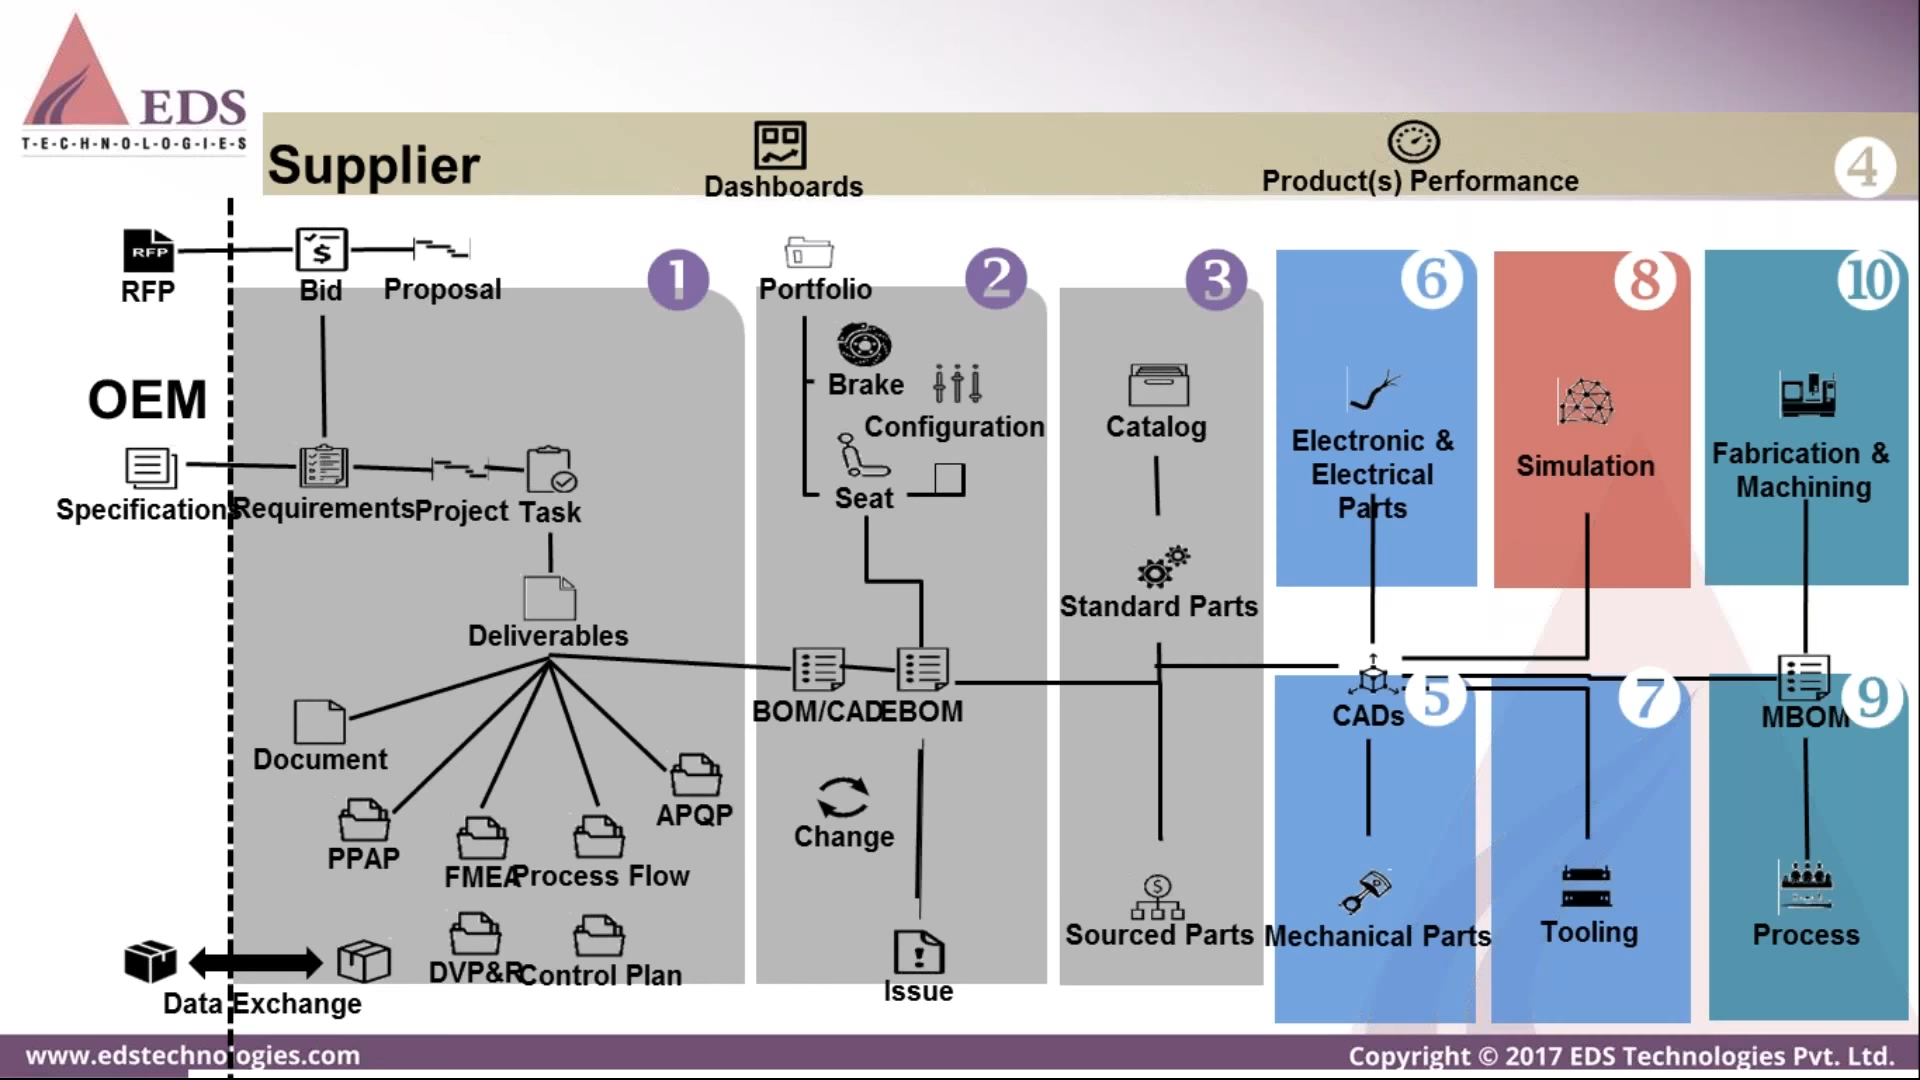 EDS
T-E-C-H-N-O-L-O-G-I-E-S
Supplier
Dashboards
Product(s) Performance
4
RFP
RFP
$
Bid
Proposal
1
Portfolio
2
3
6
8
10
OEM
Brake
Configuration
Catalog
Electronic &
Electrical
Parts
Simulation
Fabrication &
Machining
Specifications
Requirements
Project
Task
Seat
Standard Parts
Deliverables
BOM/CAD
EBOM
CADs
5
7
MBOM
9
Document
PPAP
FMEA
Process Flow
APQP
Change
DVP&R
Control Plan
Issue
$
Sourced Parts
Mechanical Parts
Tooling
Process
Data Exchange
www.edstechnologies.com
Copyright © 2017 EDS Technologies Pvt. Ltd.